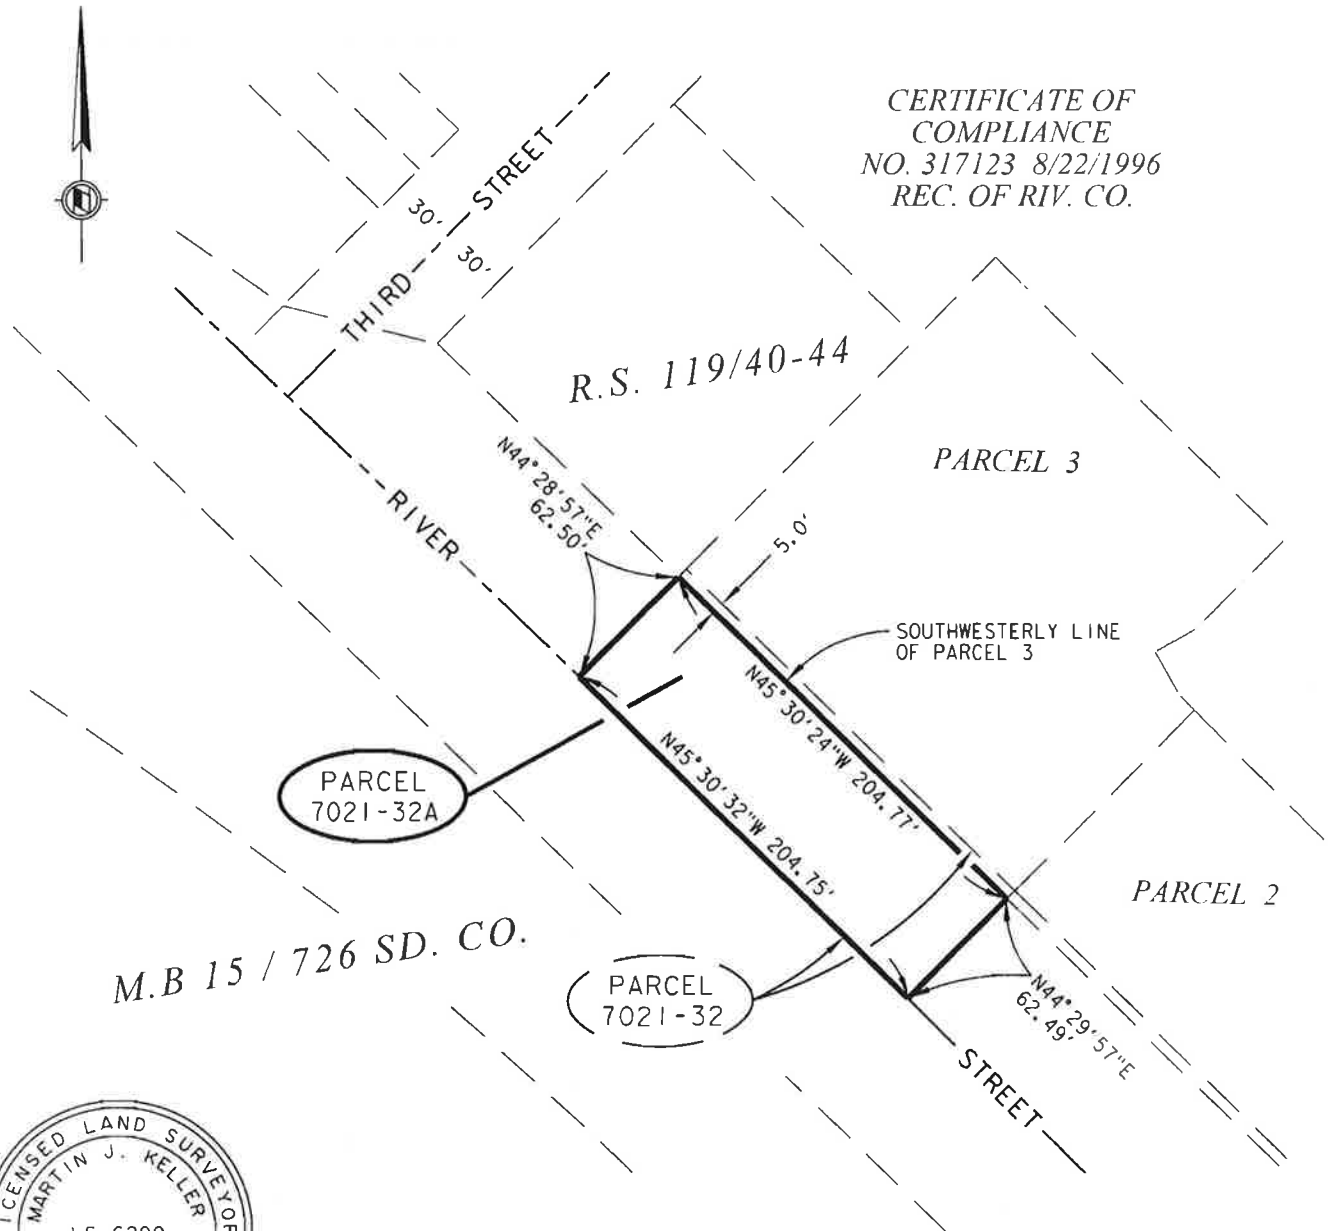 CERTIFICATE OF
COMPLIANCE
NO. 317123 8/22/1996
REC. OF RIV. CO.
THIRD STREET
30'
30'
R.S. 119/40-44
PARCEL 3
RIVER STREET
N44°28'57"E
62.50'
5.0'
SOUTHWESTERLY LINE
OF PARCEL 3
N45°30'24"W 204.77'
N45°30'32"W 204.75'
PARCEL
7021-32A
PARCEL 2
M.B 15 / 726 SD. CO.
PARCEL
7021-32
N44°29'57"E
62.49'
LAND SURVEYOR
MARTIN J. KELLER